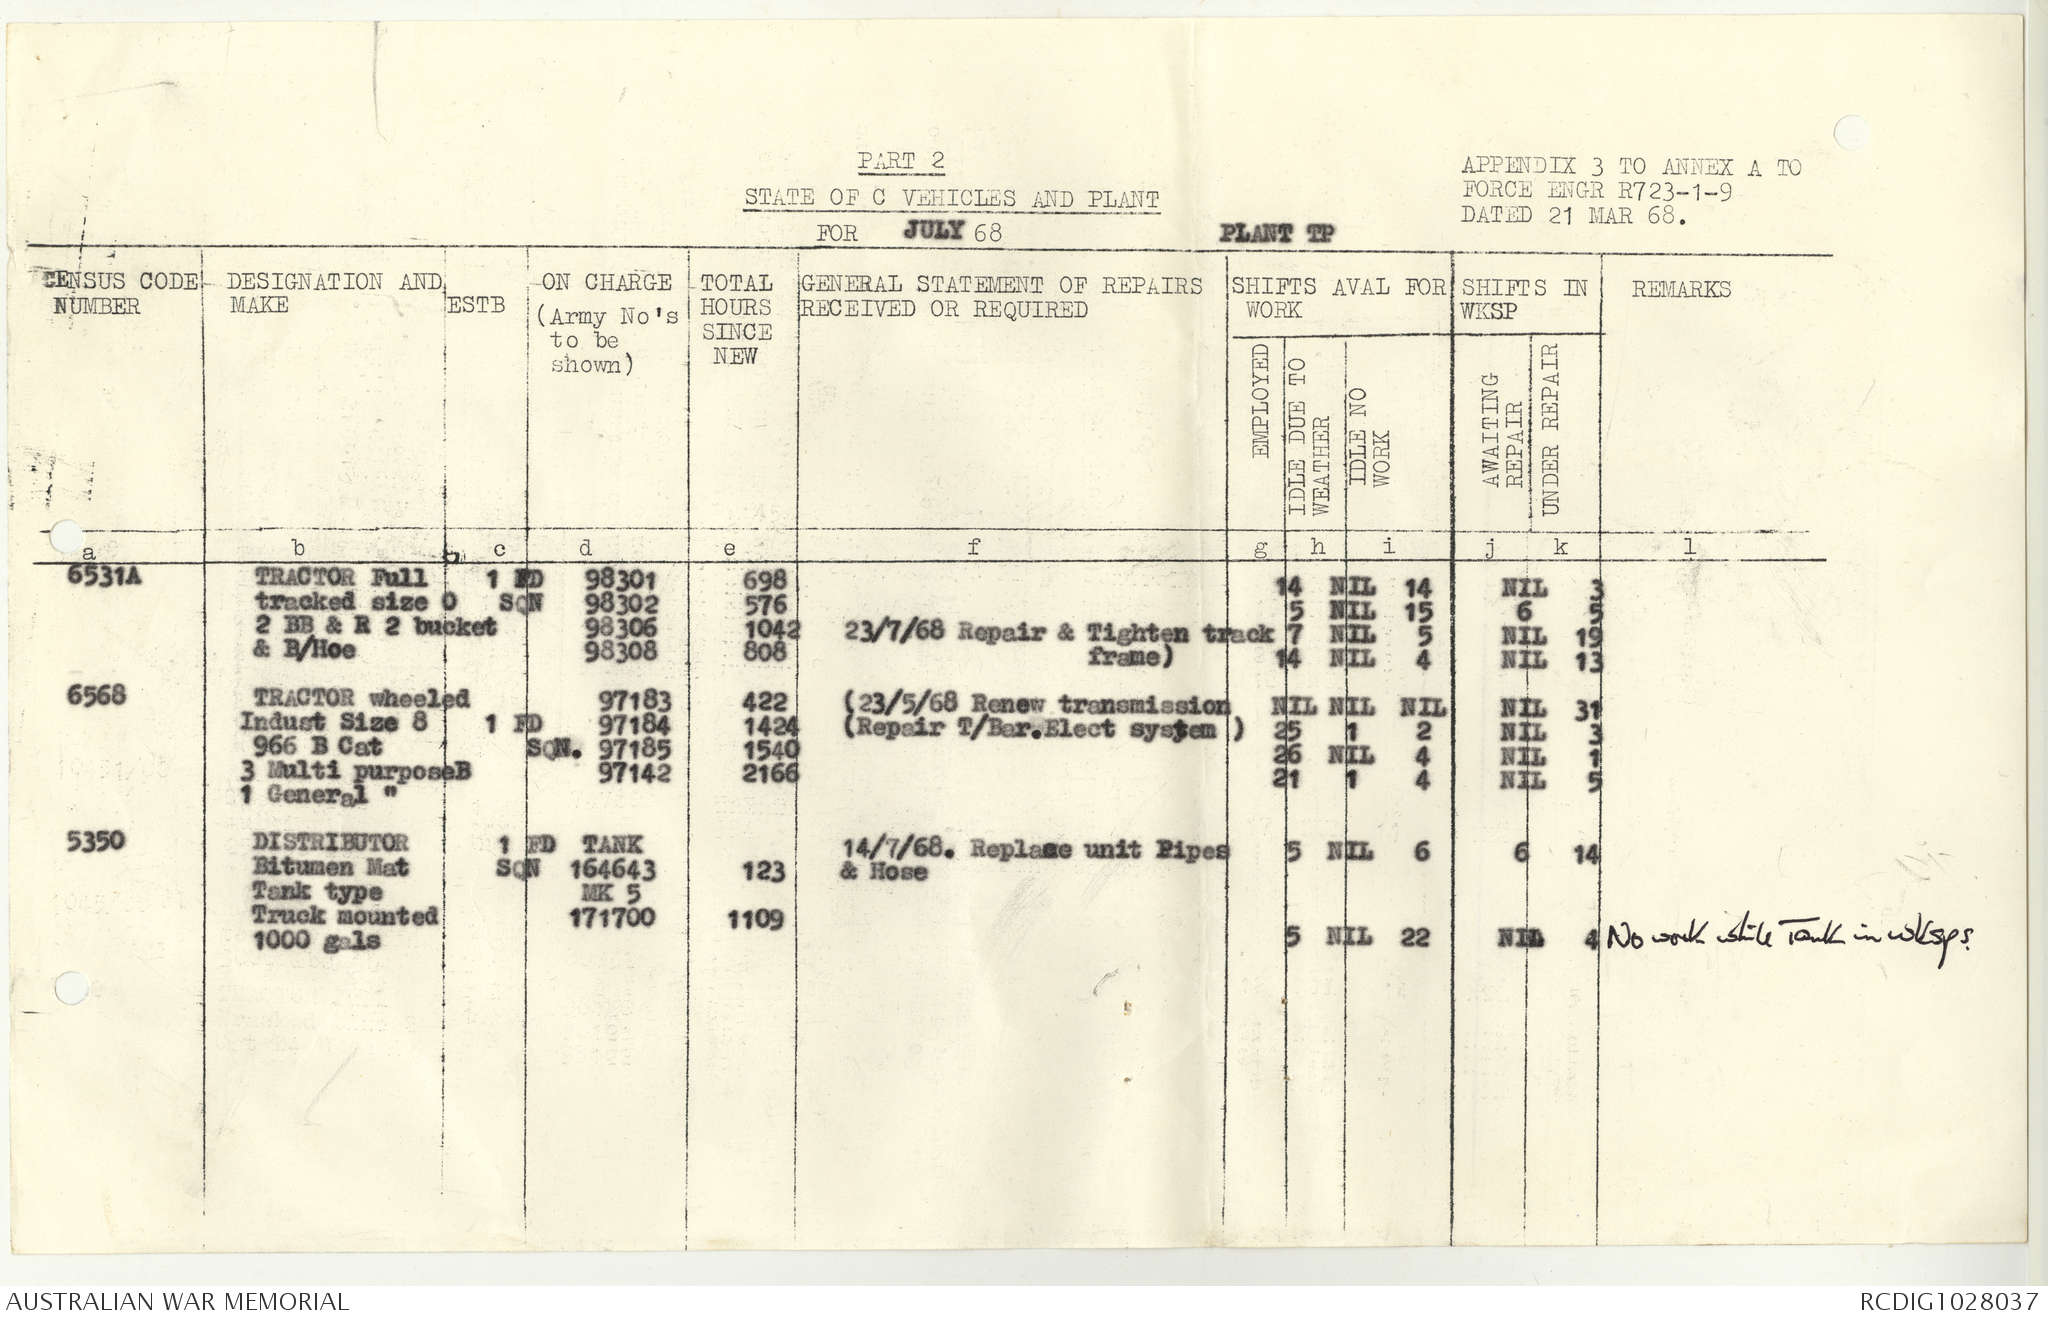 PART 2
STATE OF C VEHICLES AND PLANT
FOR JULY 68
PLANT TP
APPENDIX 3 TO ANNEX A TO
FORCE ENGR R723-1-9
DATED 21 MAR 68.
CENSUS CODE DESIGNATION AND ON CHARGE TOTAL GENERAL STATEMENT OF REPAIRS SHIFTS AVAL FOR SHIFTS IN REMARKS
NUMBER MAKE ESTB (Army No's HOURS RECEIVED OR REQUIRED WORK WKSP
to be SINCE
shown) NEW
EMPLOYED
IDLE DUE TO
WEATHER
IDLE NO
WORK
AWAITING
REPAIR
UNDER REPAIR
a b c d e f g h i j k l
6531A TRACTOR Full 1 FD 98301 698 14 NIL 14 NIL 3
tracked size 0 SQN 98302 576 5 NIL 15 6 5
2 BB & R 2 bucket 98306 1042 23/7/68 Repair & Tighten track 7 NIL 5 NIL 19
& B/Hoe 98308 808 frame) 14 NIL 4 NIL 13
6568 TRACTOR wheeled 97183 422 (23/5/68 Renew transmission NIL NIL NIL NIL 31
Indust Size 8 1 FD 97184 1424 (Repair T/Bar.Elect system ) 25 1 2 NIL 3
966 B Cat SQN. 97185 1540 26 NIL 4 NIL 1
3 Multi purposeB 97142 2166 21 1 4 NIL 5
1 General "
5350 DISTRIBUTOR 1 FD TANK 14/7/68. Replace unit Pipes 5 NIL 6 6 14
Bitumen Mat SQN 164643 123 & Hose
Tank type MK 5
Truck mounted 171700 1109
1000 gals 5 NIL 22 NIL 4 No work while Tank in wksps.
AUSTRALIAN WAR MEMORIAL RCDIG1028037